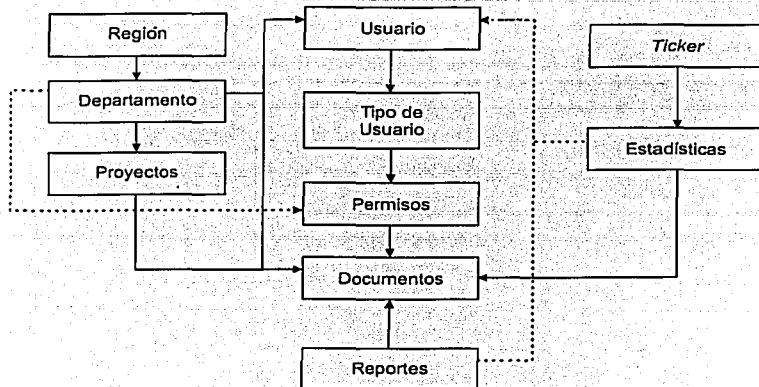 Región
Usuario
Ticker
Departamento
Tipo de
Usuario
Estadísticas
Proyectos
Permisos
Documentos
Reportes